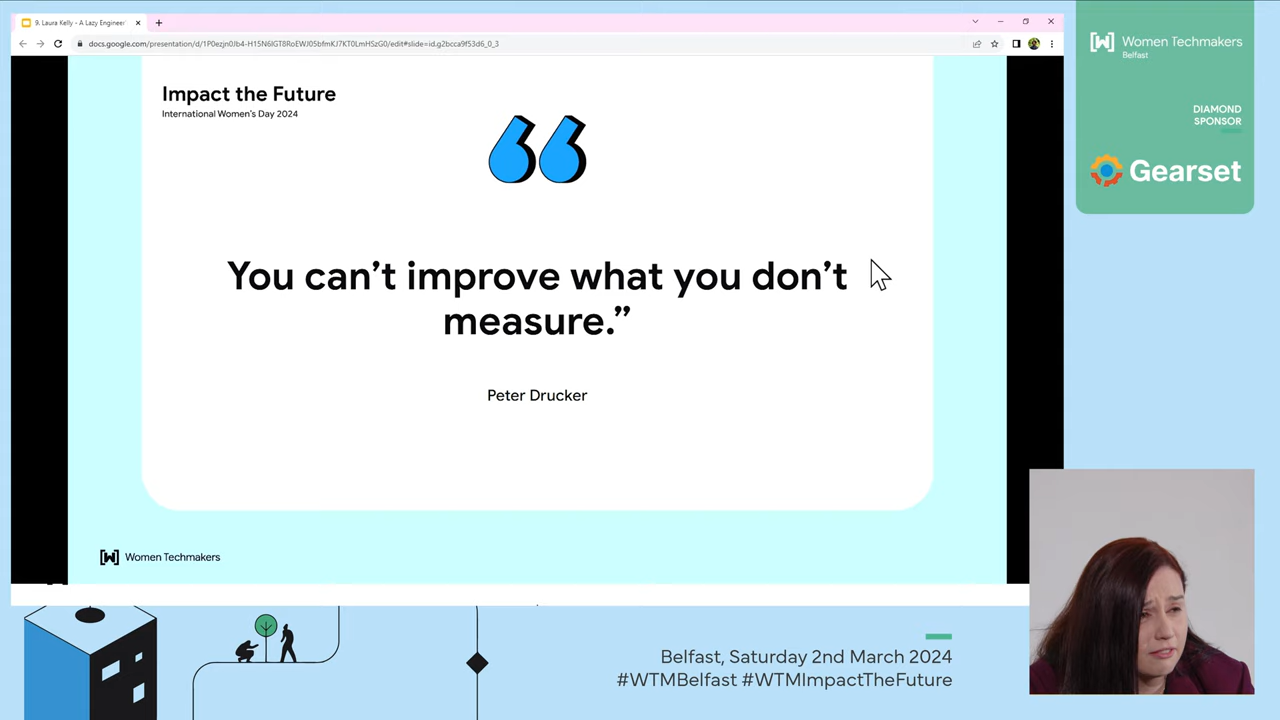 9. Laura Kelly - A Lazy Engineer'
docs.google.com/presentation/d/1P0ezjn0Jb4-H15N6IGT8RoEWJ05bfmKJ7KT0LmHSzG0/edit#slide=id.g2bcca9f53d6_0_3
Women Techmakers
Belfast
DIAMOND
SPONSOR
Gearset
Impact the Future
International Women's Day 2024
You can't improve what you don't
measure.”
Peter Drucker
Women Techmakers
Belfast, Saturday 2nd March 2024
#WTMBelfast #WTMImpactTheFuture